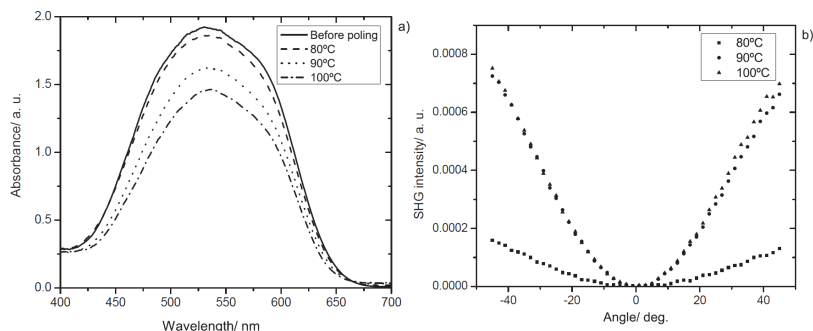 a)
2.0
1.5
1.0
0.5
0.0
Absorbance/ a. u.
Before poling
80ºC
90ºC
100ºC
400
450
500
550
600
650
700
Wavelength/ nm
b)
0.0008
0.0006
0.0004
0.0002
0.0000
SHG intensity/ a. u.
80ºC
90ºC
100ºC
-40
-20
0
20
40
Angle/ deg.